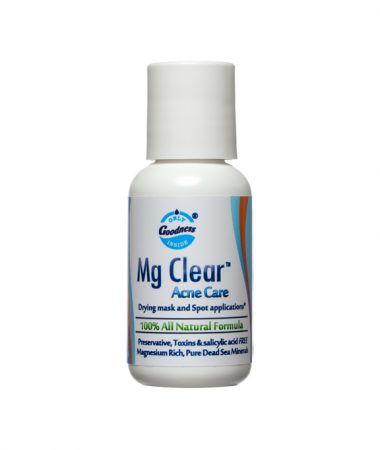 ONLY
Goodness ®
INSIDE
Mg Clear™
Acne Care
Drying mask and Spot applications*
100% All Natural Formula
Preservative, Toxins & salicylic acid FREE
Magnesium Rich, Pure Dead Sea Minerals